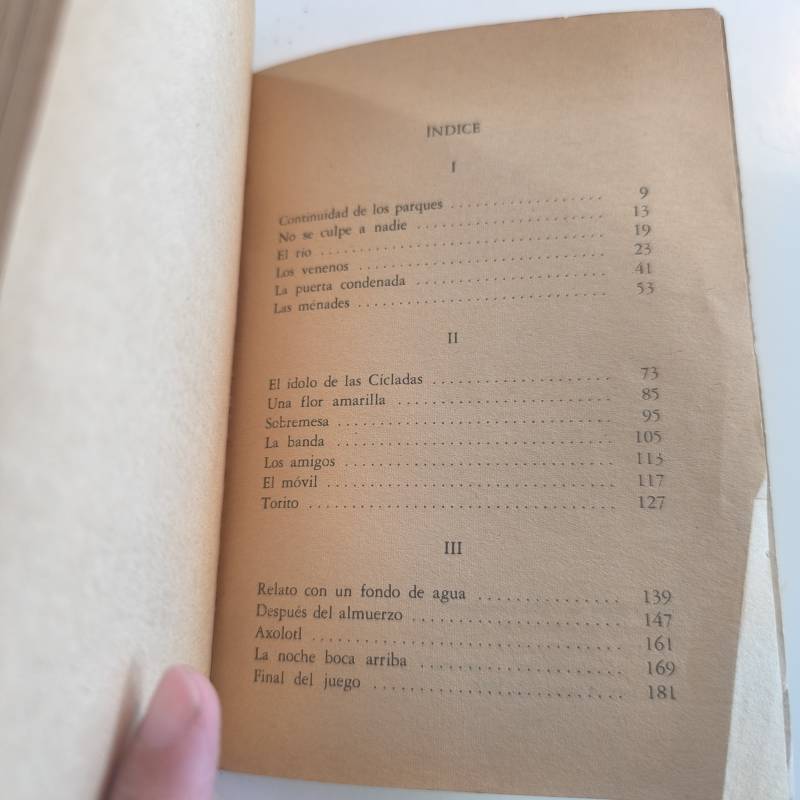 INDICE
I
Continuidad de los parques .................. 9
No se culpe a nadie .................. 13
El río .................. 19
Los venenos .................. 23
La puerta condenada .................. 41
Las ménades .................. 53
II
El ídolo de las Cícladas .................. 73
Una flor amarilla .................. 85
Sobremesa .................. 95
La banda .................. 105
Los amigos .................. 113
El móvil .................. 117
Torito .................. 127
III
Relato con un fondo de agua .................. 139
Después del almuerzo .................. 147
Axolotl .................. 161
La noche boca arriba .................. 169
Final del juego .................. 181